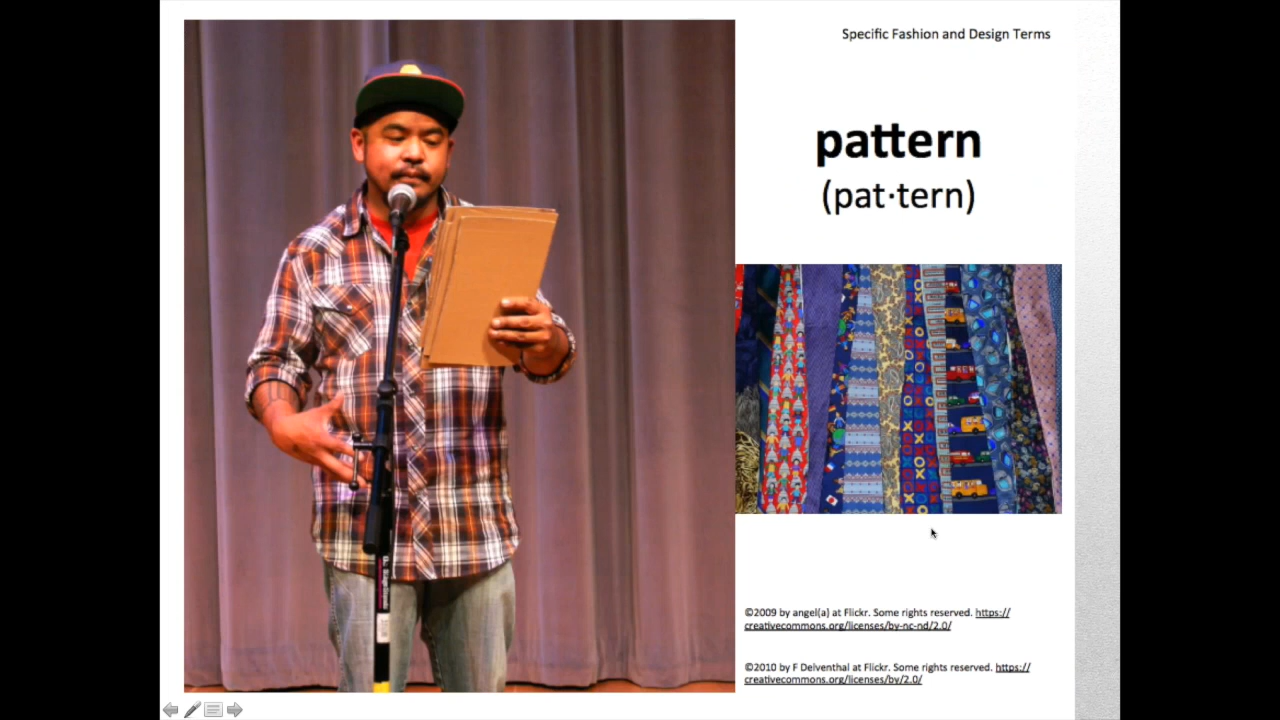 Specific Fashion and Design Terms
pattern
(pat·tern)
©2009 by angel(a) at Flickr. Some rights reserved. https://
creativecommons.org/licenses/by-nc-nd/2.0/
©2010 by F Delventhal at Flickr. Some rights reserved. https://
creativecommons.org/licenses/by/2.0/